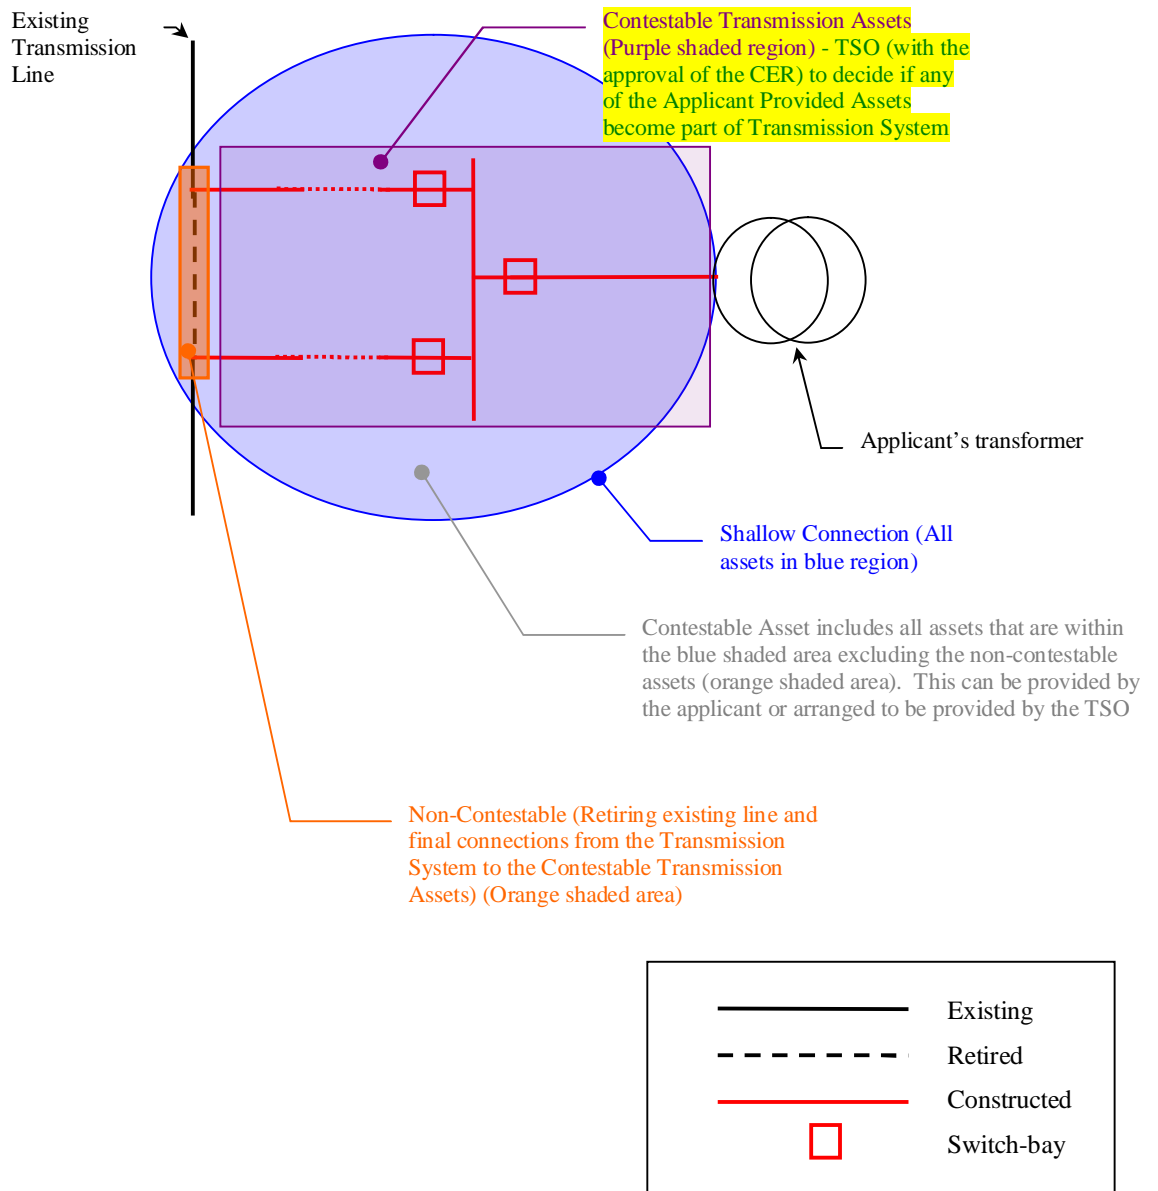 Existing
Transmission
Line
Contestable Transmission Assets
(Purple shaded region) - TSO (with the
approval of the CER) to decide if any
of the Applicant Provided Assets
become part of Transmission System
Applicant's transformer
Shallow Connection (All
assets in blue region)
Contestable Asset includes all assets that are within
the blue shaded area excluding the non-contestable
assets (orange shaded area).  This can be provided by
the applicant or arranged to be provided by the TSO
Non-Contestable (Retiring existing line and
final connections from the Transmission
System to the Contestable Transmission
Assets) (Orange shaded area)
Existing
Retired
Constructed
Switch-bay